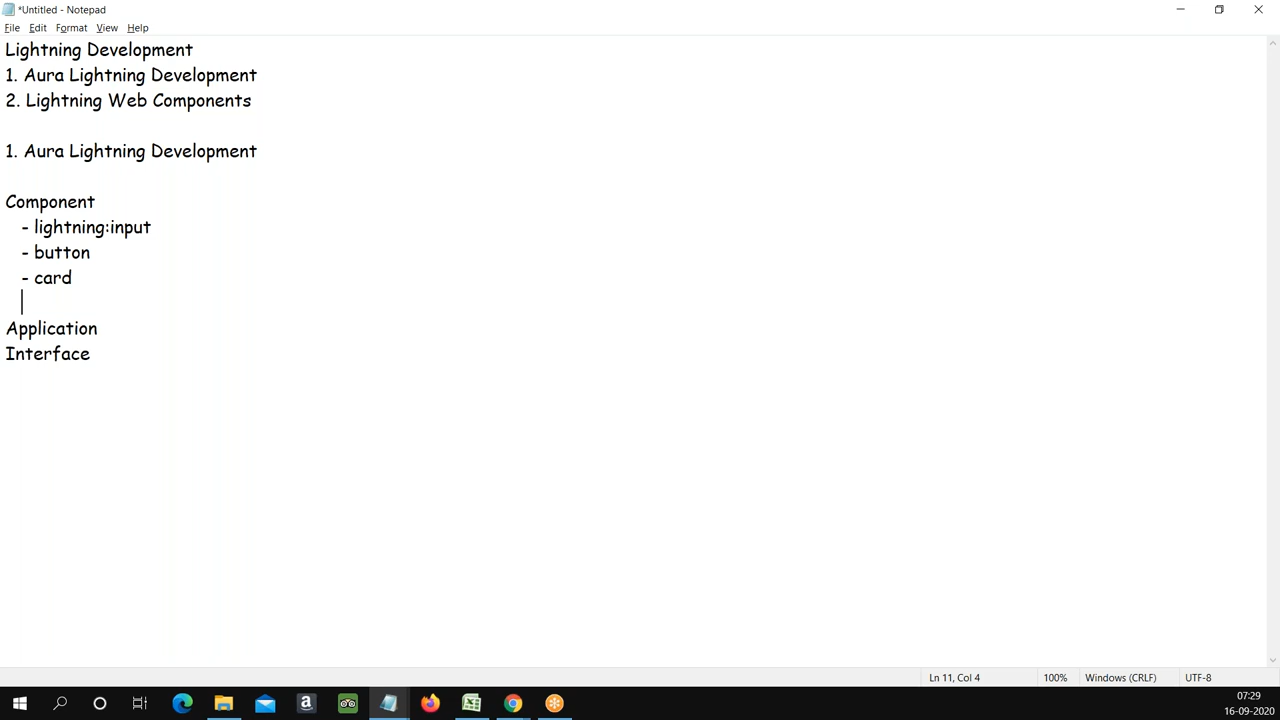 *Untitled - Notepad
File Edit Format View Help
Lightning Development
1. Aura Lightning Development
2. Lightning Web Components
1. Aura Lightning Development
Component
- lightning:input
- button
- card
Application
Interface
Ln 11, Col 4 100% Windows (CRLF) UTF-8
07:29
16-09-2020